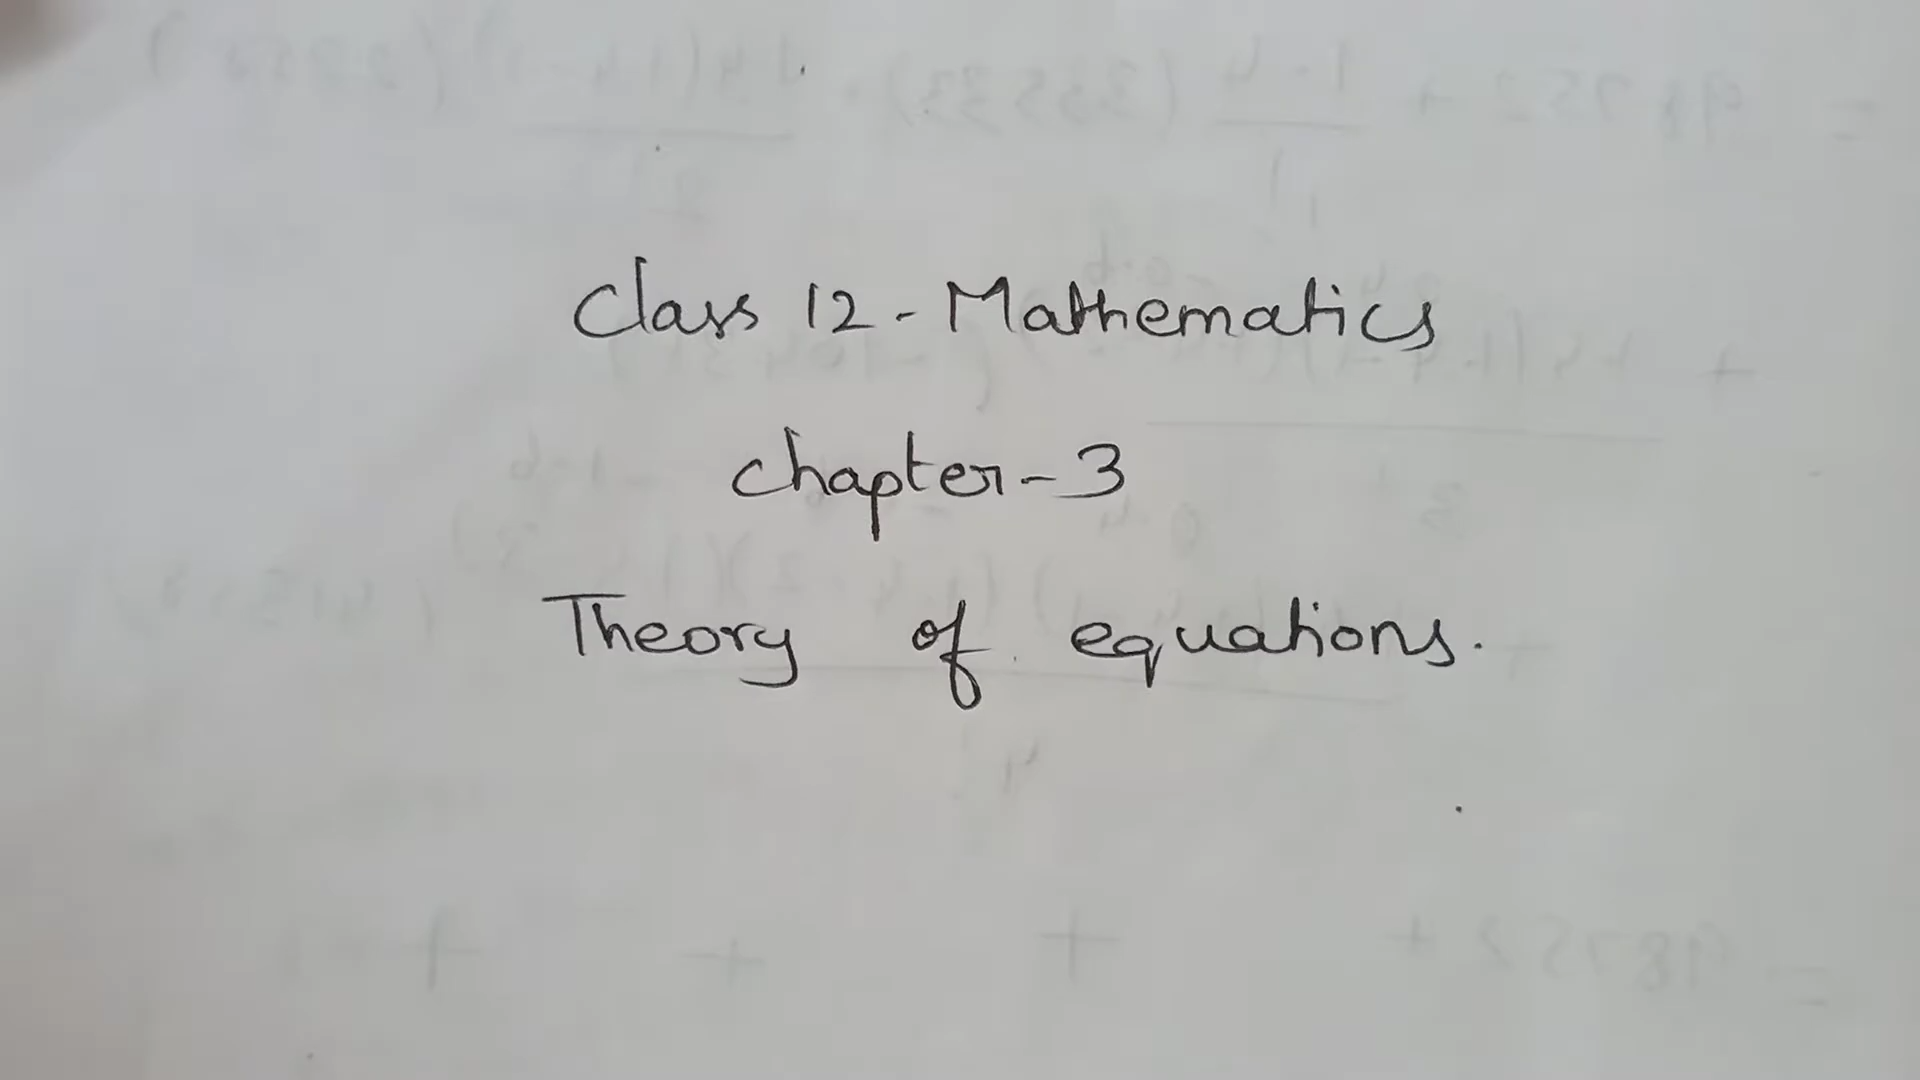 Class 12 - Mathematics
Chapter - 3
Theory of equations.